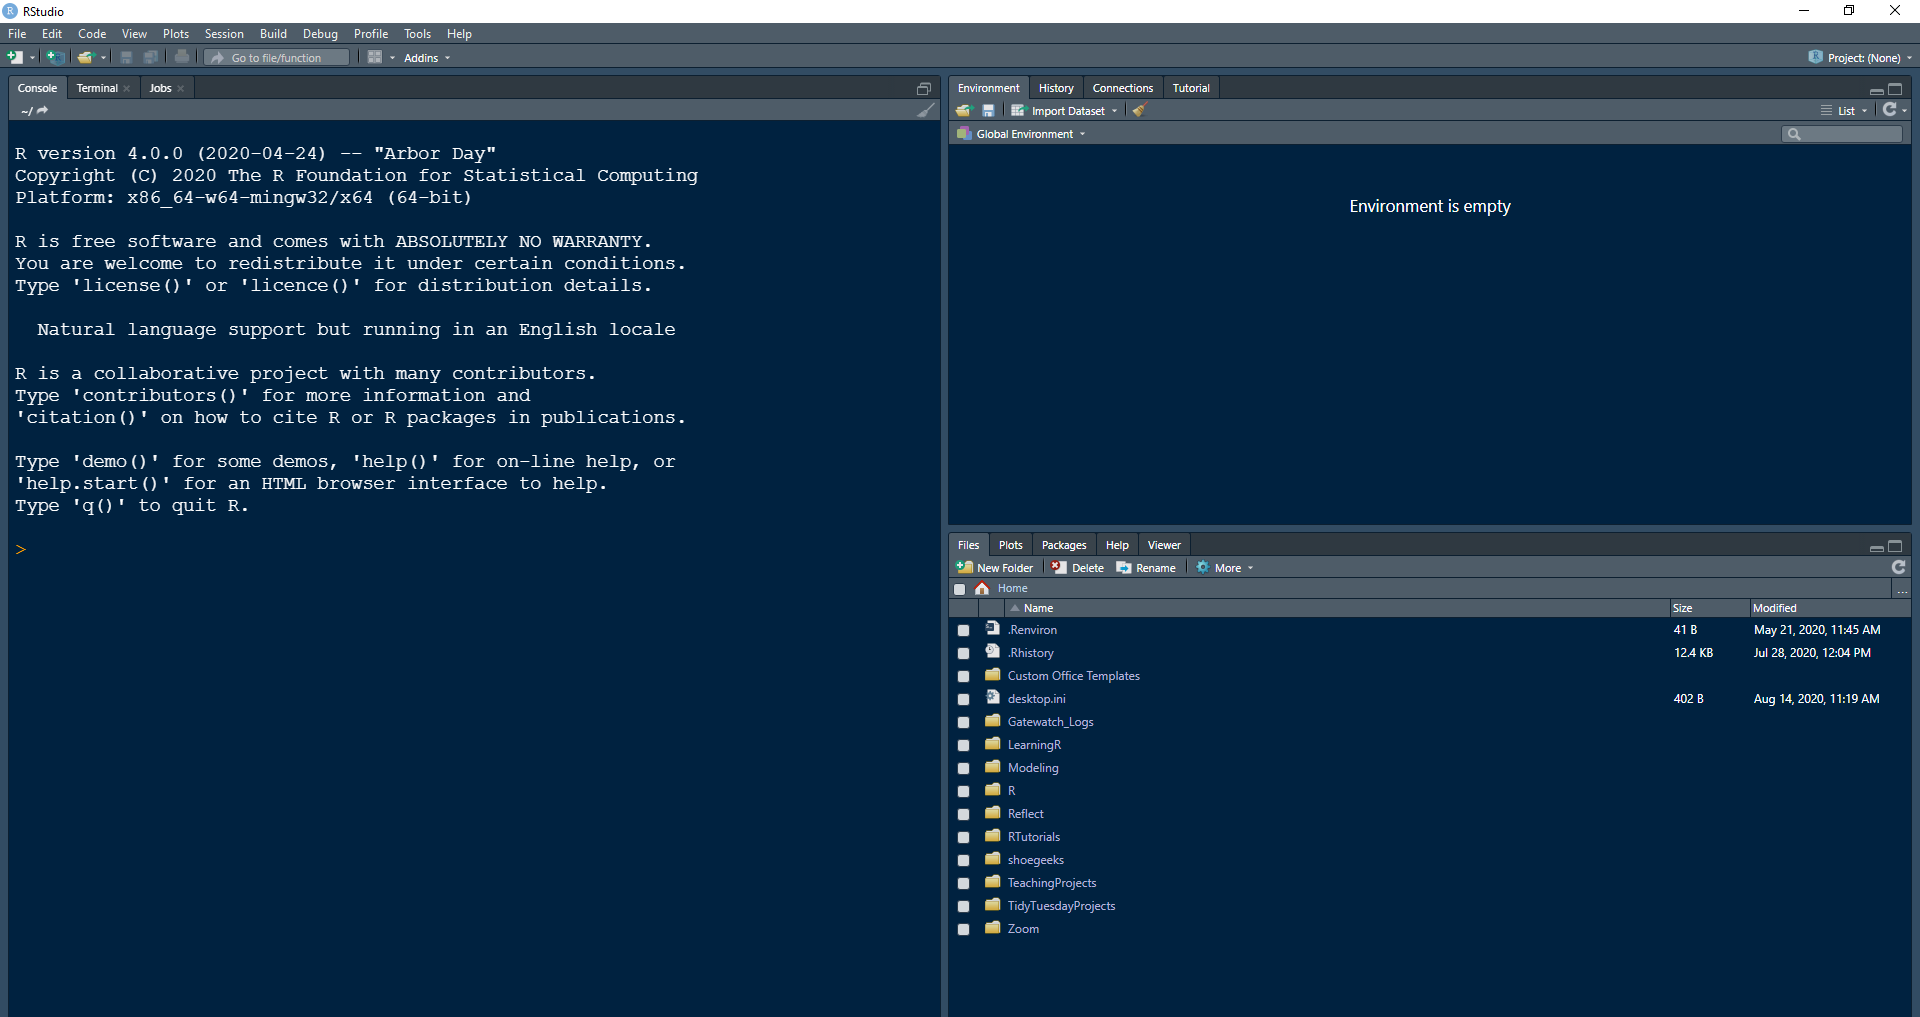 RStudio
File Edit Code View Plots Session Build Debug Profile Tools Help
Go to file/function Addins Project: (None)
Console Terminal Jobs
~/
R version 4.0.0 (2020-04-24) -- "Arbor Day"
Copyright (C) 2020 The R Foundation for Statistical Computing
Platform: x86_64-w64-mingw32/x64 (64-bit)
R is free software and comes with ABSOLUTELY NO WARRANTY.
You are welcome to redistribute it under certain conditions.
Type 'license()' or 'licence()' for distribution details.
Natural language support but running in an English locale
R is a collaborative project with many contributors.
Type 'contributors()' for more information and
'citation()' on how to cite R or R packages in publications.
Type 'demo()' for some demos, 'help()' for on-line help, or
'help.start()' for an HTML browser interface to help.
Type 'q()' to quit R.
>
Environment History Connections Tutorial
Import Dataset List
Global Environment
Environment is empty
Files Plots Packages Help Viewer
New Folder Delete Rename More
Home ...
Name Size Modified
.Renviron 41 B May 21, 2020, 11:45 AM
.Rhistory 12.4 KB Jul 28, 2020, 12:04 PM
Custom Office Templates
desktop.ini 402 B Aug 14, 2020, 11:19 AM
Gatewatch_Logs
LearningR
Modeling
R
Reflect
RTutorials
shoegeeks
TeachingProjects
TidyTuesdayProjects
Zoom